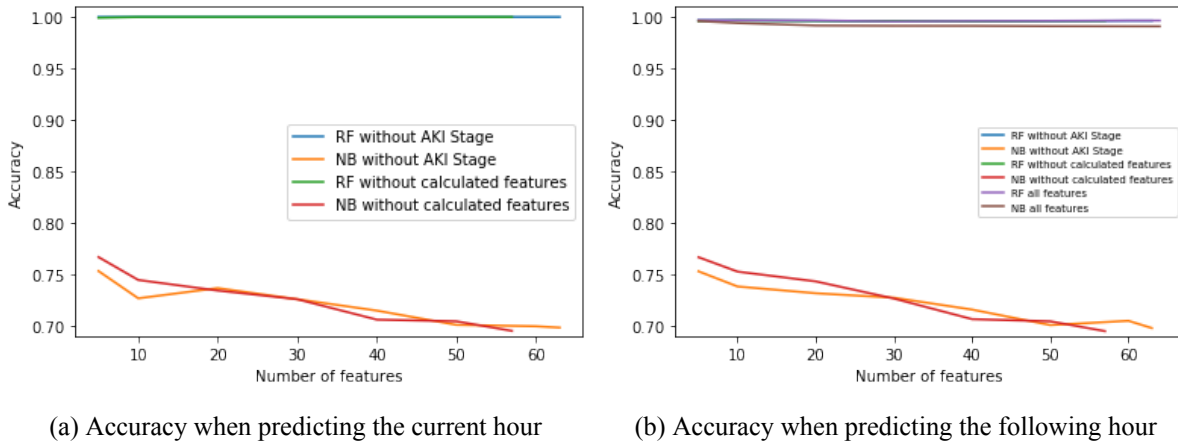 1.00
0.95
0.90
0.85
0.80
0.75
0.70
Accuracy
RF without AKI Stage
NB without AKI Stage
RF without calculated features
NB without calculated features
10 20 30 40 50 60
Number of features
(a) Accuracy when predicting the current hour
1.00
0.95
0.90
0.85
0.80
0.75
0.70
Accuracy
RF without AKI Stage
NB without AKI Stage
RF without calculated features
NB without calculated features
RF all features
NB all features
10 20 30 40 50 60
Number of features
(b) Accuracy when predicting the following hour